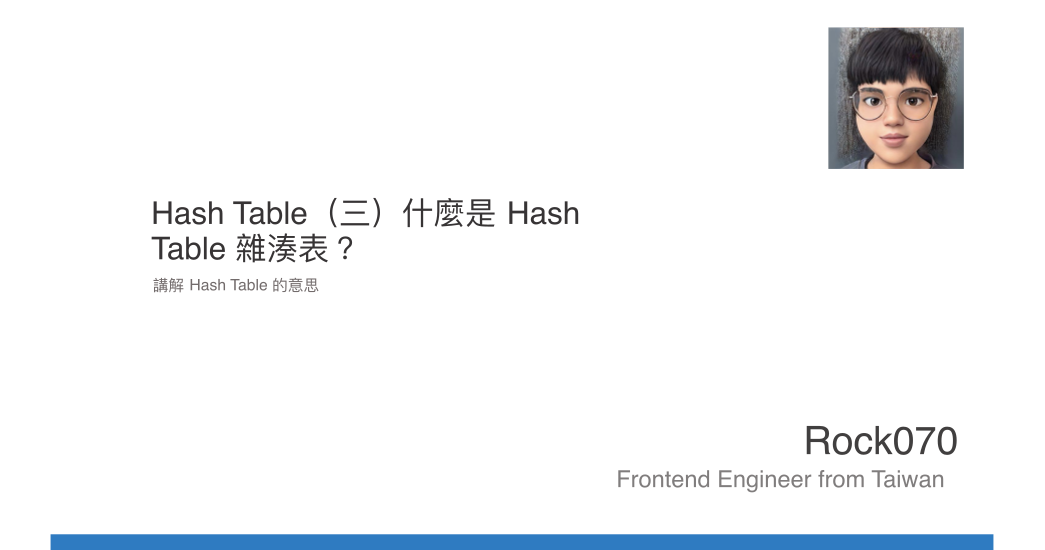 Hash Table（三）什麼是 Hash
Table 雜湊表？
講解 Hash Table 的意思
Rock070
Frontend Engineer from Taiwan